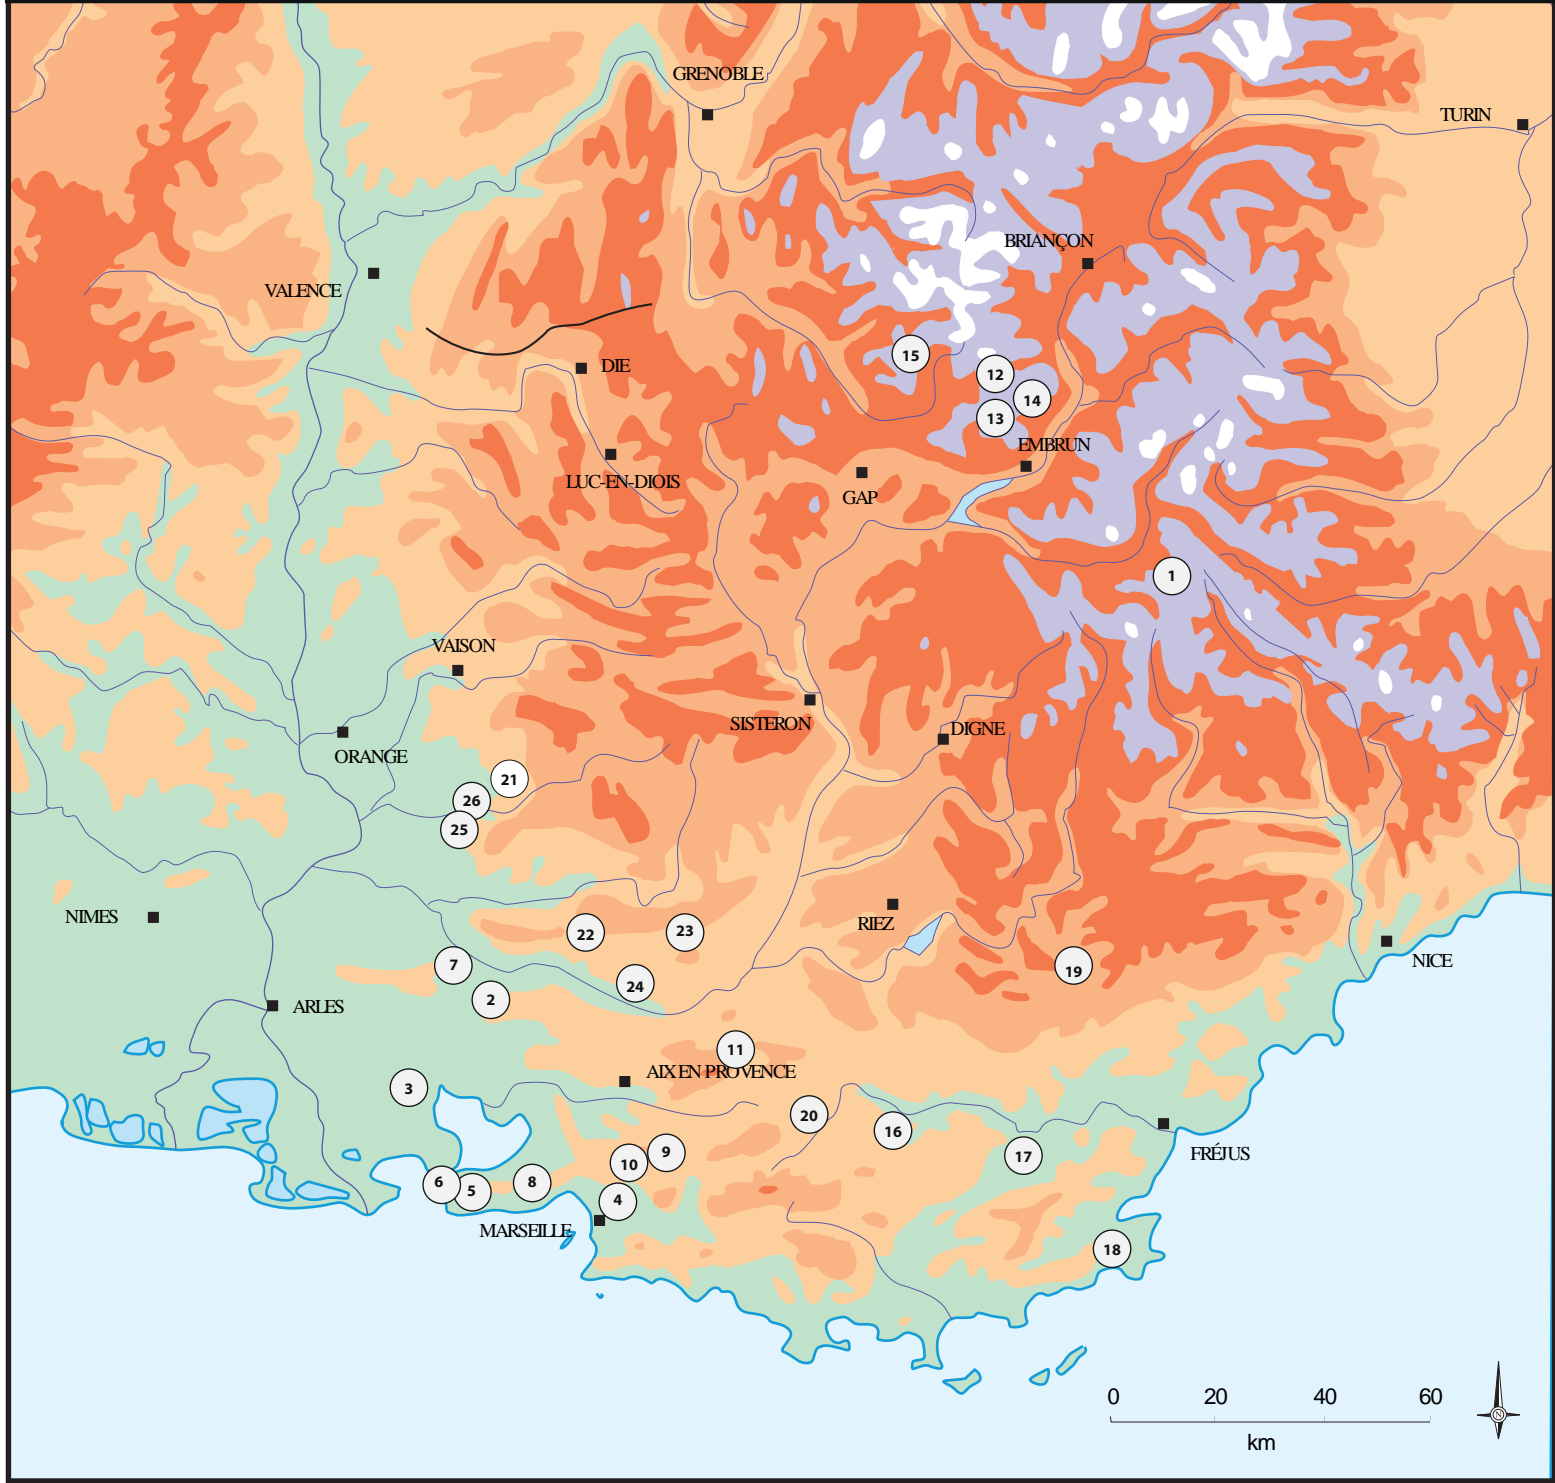 GRENOBLE
TURIN
BRIANÇON
VALENCE
15
DIE
12
14
13
EMBRUN
LUC-EN-DIOIS
GAP
1
VAISON
SISTERON
DIGNE
ORANGE
21
26
25
NIMES
RIEZ
22
23
NICE
7
19
24
2
ARLES
11
AIX EN PROVENCE
3
20
16
FRÉJUS
9
10
17
6
5
8
4
MARSEILLE
18
0 20 40 60
km
N